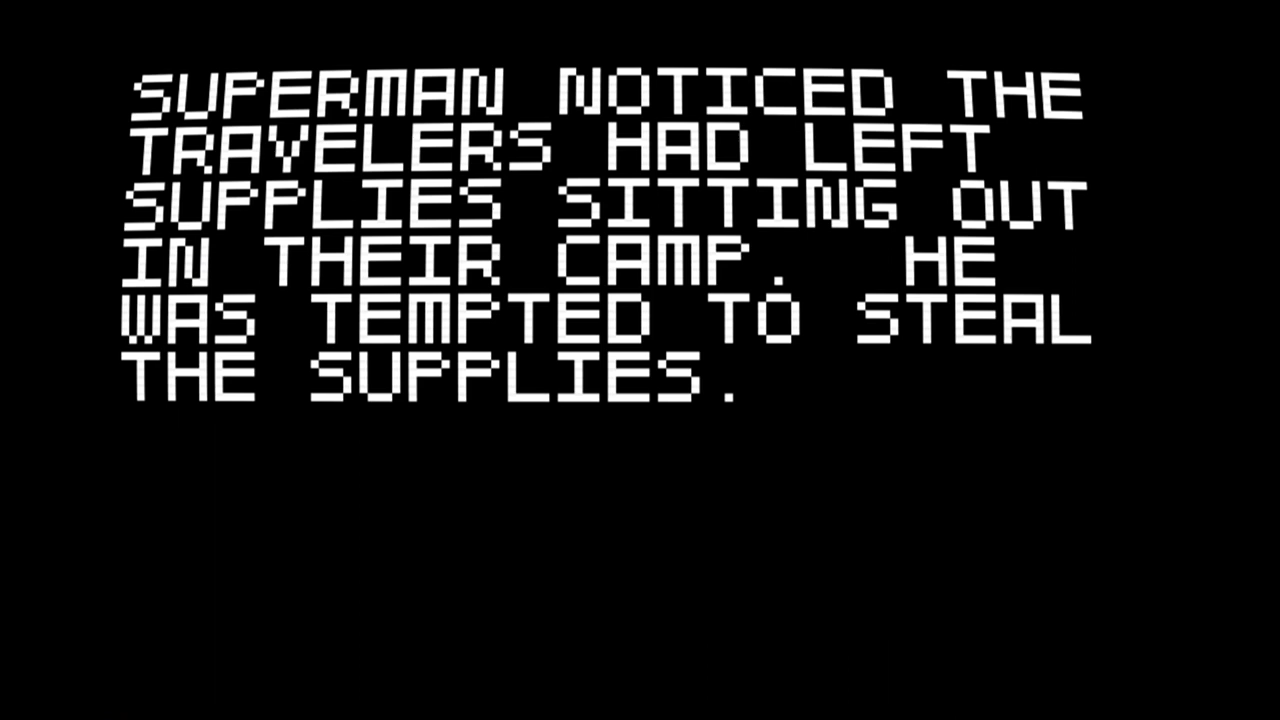 SUPERMAN NOTICED THE
TRAVELERS HAD LEFT
SUPPLIES SITTING OUT
IN THEIR CAMP.  HE
WAS TEMPTED TO STEAL
THE SUPPLIES.